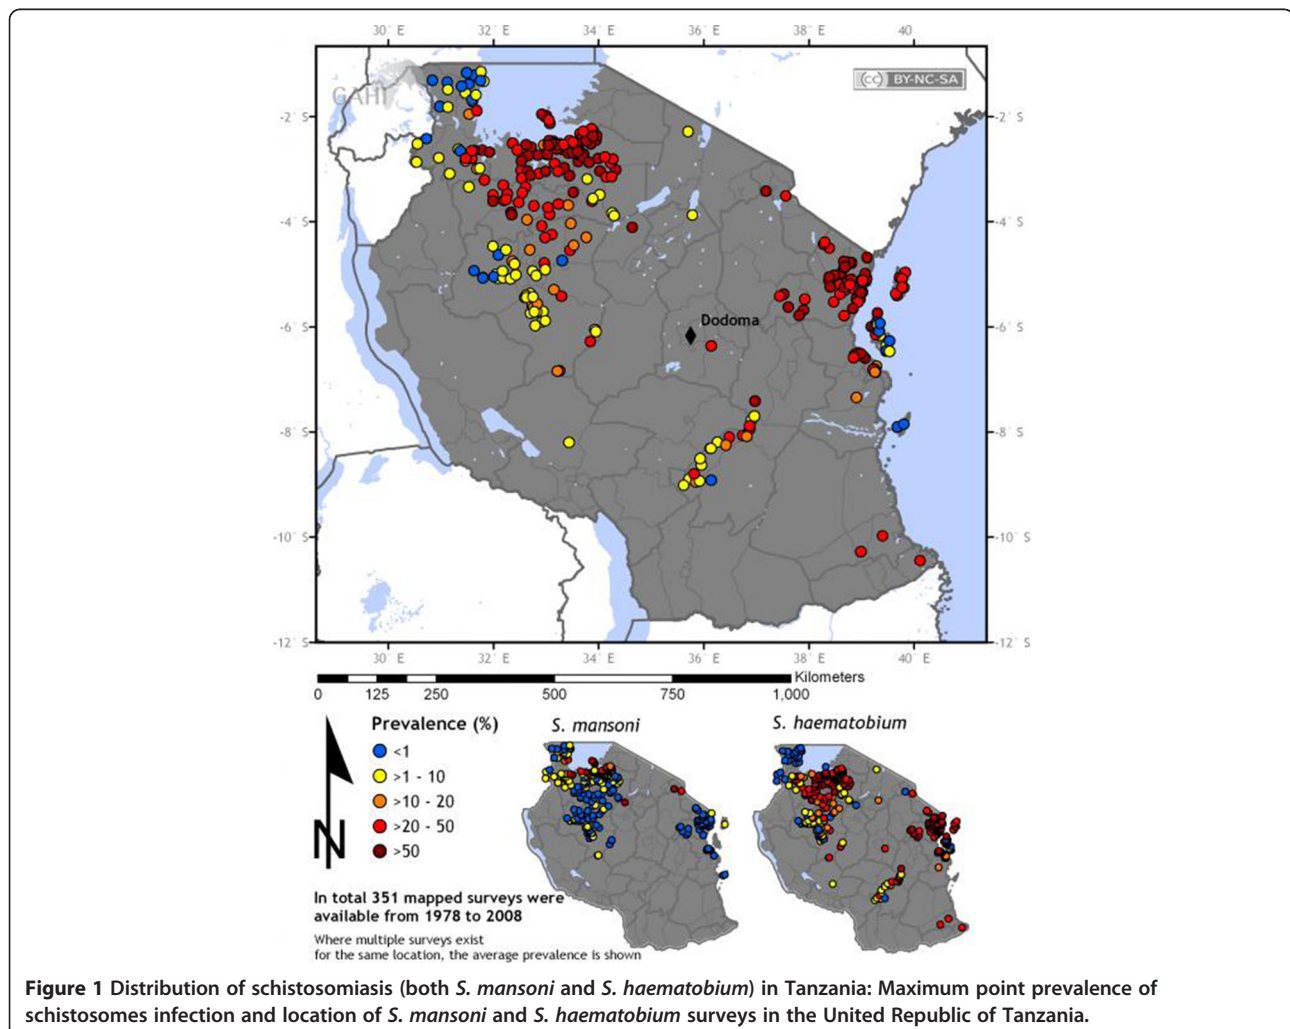 30° E 32° E 34° E 36° E 38° E 40
GAHI
cc BY-NC-SA
-2° S -2° S
-4° S -4° S
Dodoma
-6° S -6° S
-8° S -8° S
-10° S -10° S
-12° S -12° S
30° E 32° E 34° E 36° E 38° E 40° E
Kilometers
0 125 250 500 750 1,000
N
Prevalence (%)
<1
>1 - 10
>10 - 20
>20 - 50
>50
S. mansoni
S. haematobium
In total 351 mapped surveys were
available from 1978 to 2008
Where multiple surveys exist
for the same location, the average prevalence is shown
Figure 1 Distribution of schistosomiasis (both S. mansoni and S. haematobium) in Tanzania: Maximum point prevalence of
schistosomes infection and location of S. mansoni and S. haematobium surveys in the United Republic of Tanzania.